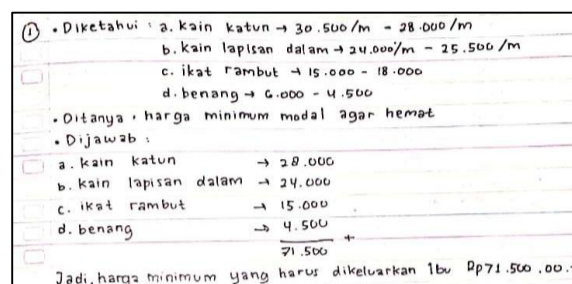 ① • Diketahui : a. kain katun → 30.500/m - 28.000/m
b. kain lapisan dalam → 24.000/m - 25.500/m
c. ikat rambut → 15.000 - 18.000
d. benang → 6.000 - 4.500
• Ditanya , harga minimum modal agar hemat
• Dijawab :
a. kain katun → 28.000
b. kain lapisan dalam → 24.000
c. ikat rambut → 15.000
d. benang → 4.500
+
71.500
Jadi, harga minimum yang harus dikeluarkan Ibu Rp71.500,00.-